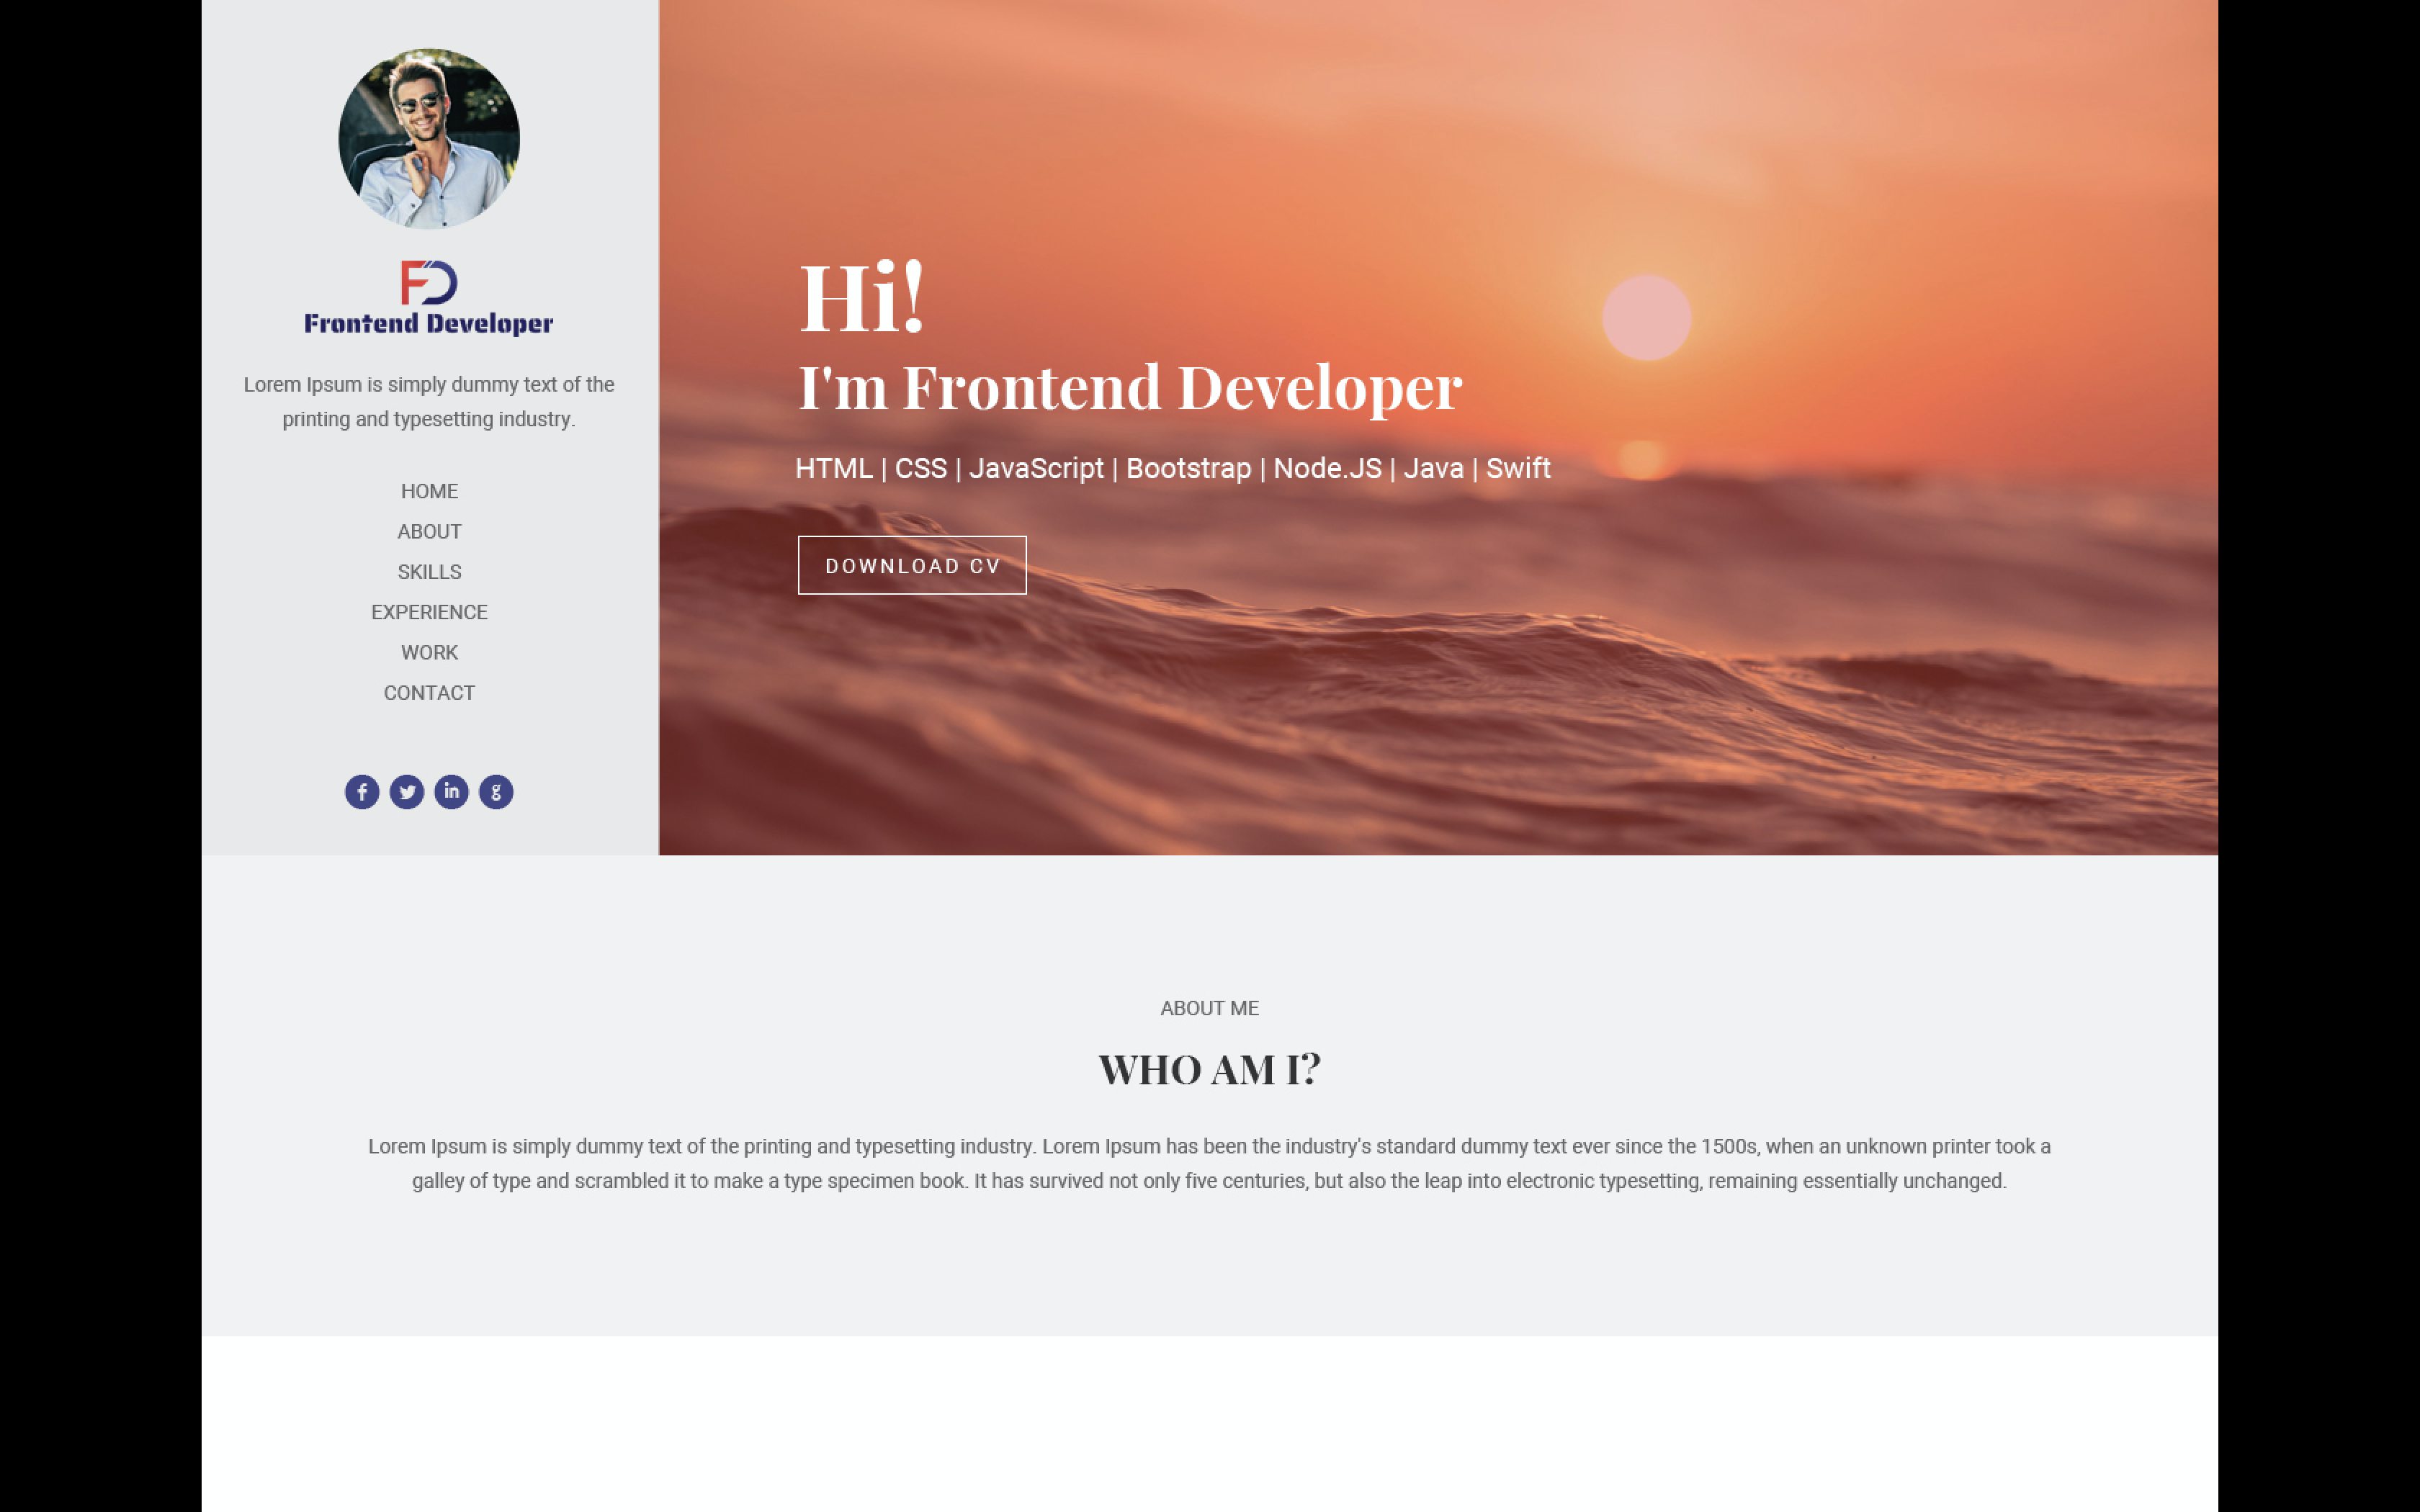 FD
Frontend Developer
Lorem Ipsum is simply dummy text of the
printing and typesetting industry.
HOME
ABOUT
SKILLS
EXPERIENCE
WORK
CONTACT
f in g
Hi!
I'm Frontend Developer
HTML | CSS | JavaScript | Bootstrap | Node.JS | Java | Swift
DOWNLOAD CV
ABOUT ME
WHO AM I?
Lorem Ipsum is simply dummy text of the printing and typesetting industry. Lorem Ipsum has been the industry's standard dummy text ever since the 1500s, when an unknown printer took a
galley of type and scrambled it to make a type specimen book. It has survived not only five centuries, but also the leap into electronic typesetting, remaining essentially unchanged.